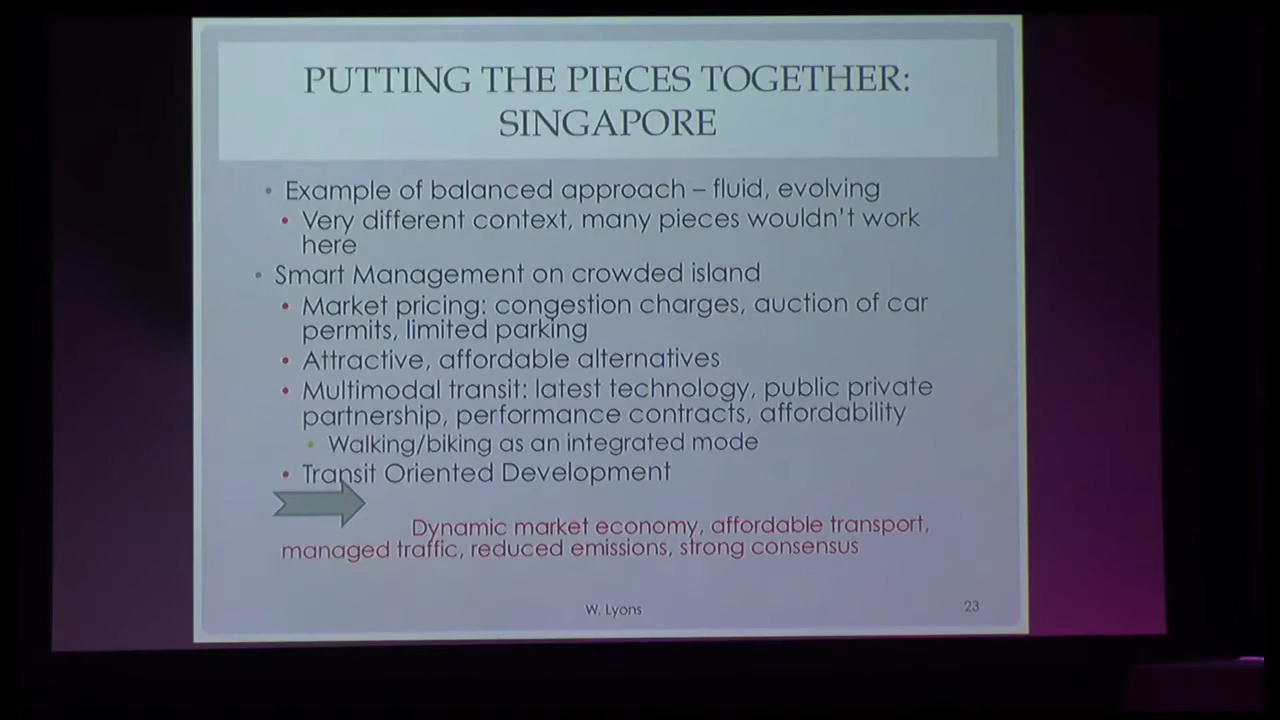 PUTTING THE PIECES TOGETHER:
SINGAPORE
• Example of balanced approach – fluid, evolving
• Very different context, many pieces wouldn't work
here
• Smart Management on crowded island
• Market pricing: congestion charges, auction of car
permits, limited parking
• Attractive, affordable alternatives
• Multimodal transit: latest technology, public private
partnership, performance contracts, affordability
• Walking/biking as an integrated mode
• Transit Oriented Development
Dynamic market economy, affordable transport,
managed traffic, reduced emissions, strong consensus
W. Lyons
23